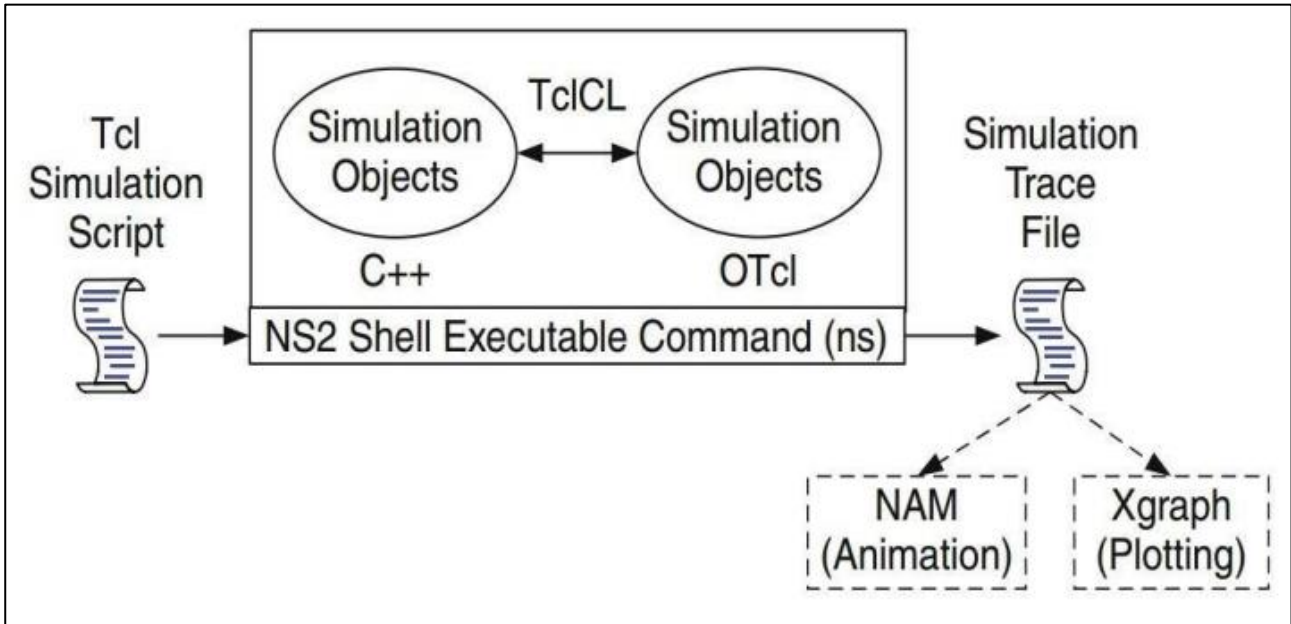 Tcl
Simulation
Script
TclCL
Simulation
Objects
C++
Simulation
Objects
OTcl
NS2 Shell Executable Command (ns)
Simulation
Trace
File
NAM
(Animation)
Xgraph
(Plotting)